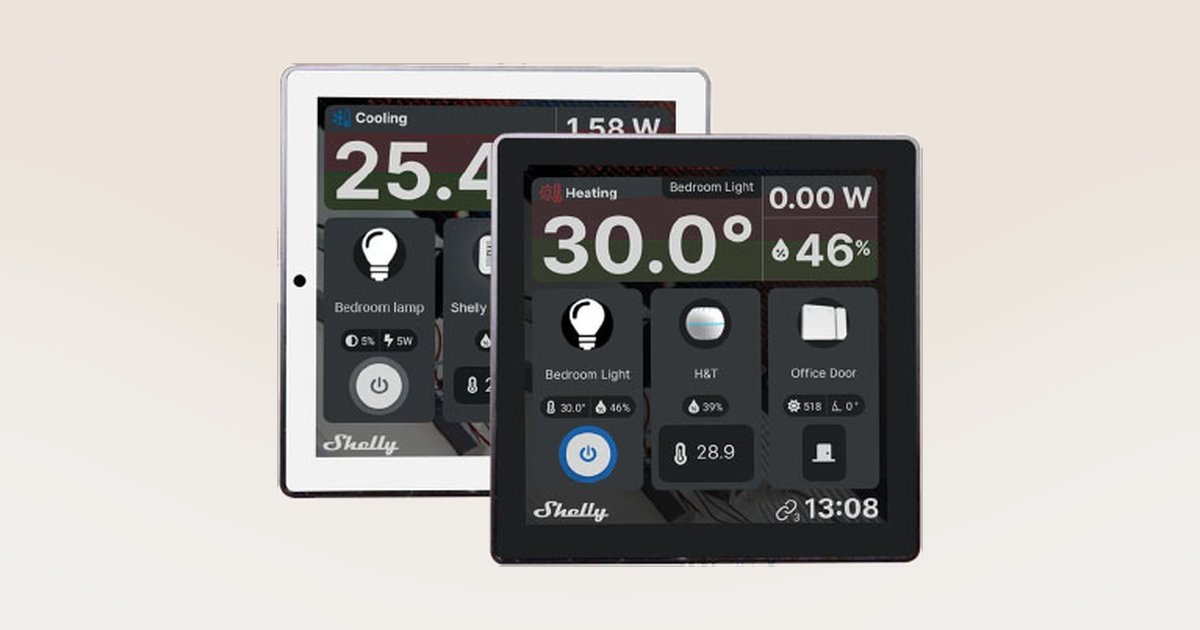 Cooling
1.58 W
25.4
Bedroom lamp
Shelly
5% 5W
Shelly
Heating
Bedroom Light
0.00 W
30.0°
46%
Bedroom Light
H&T
Office Door
30.0° 46%
39%
518 0°
28.9
Shelly
3
13:08